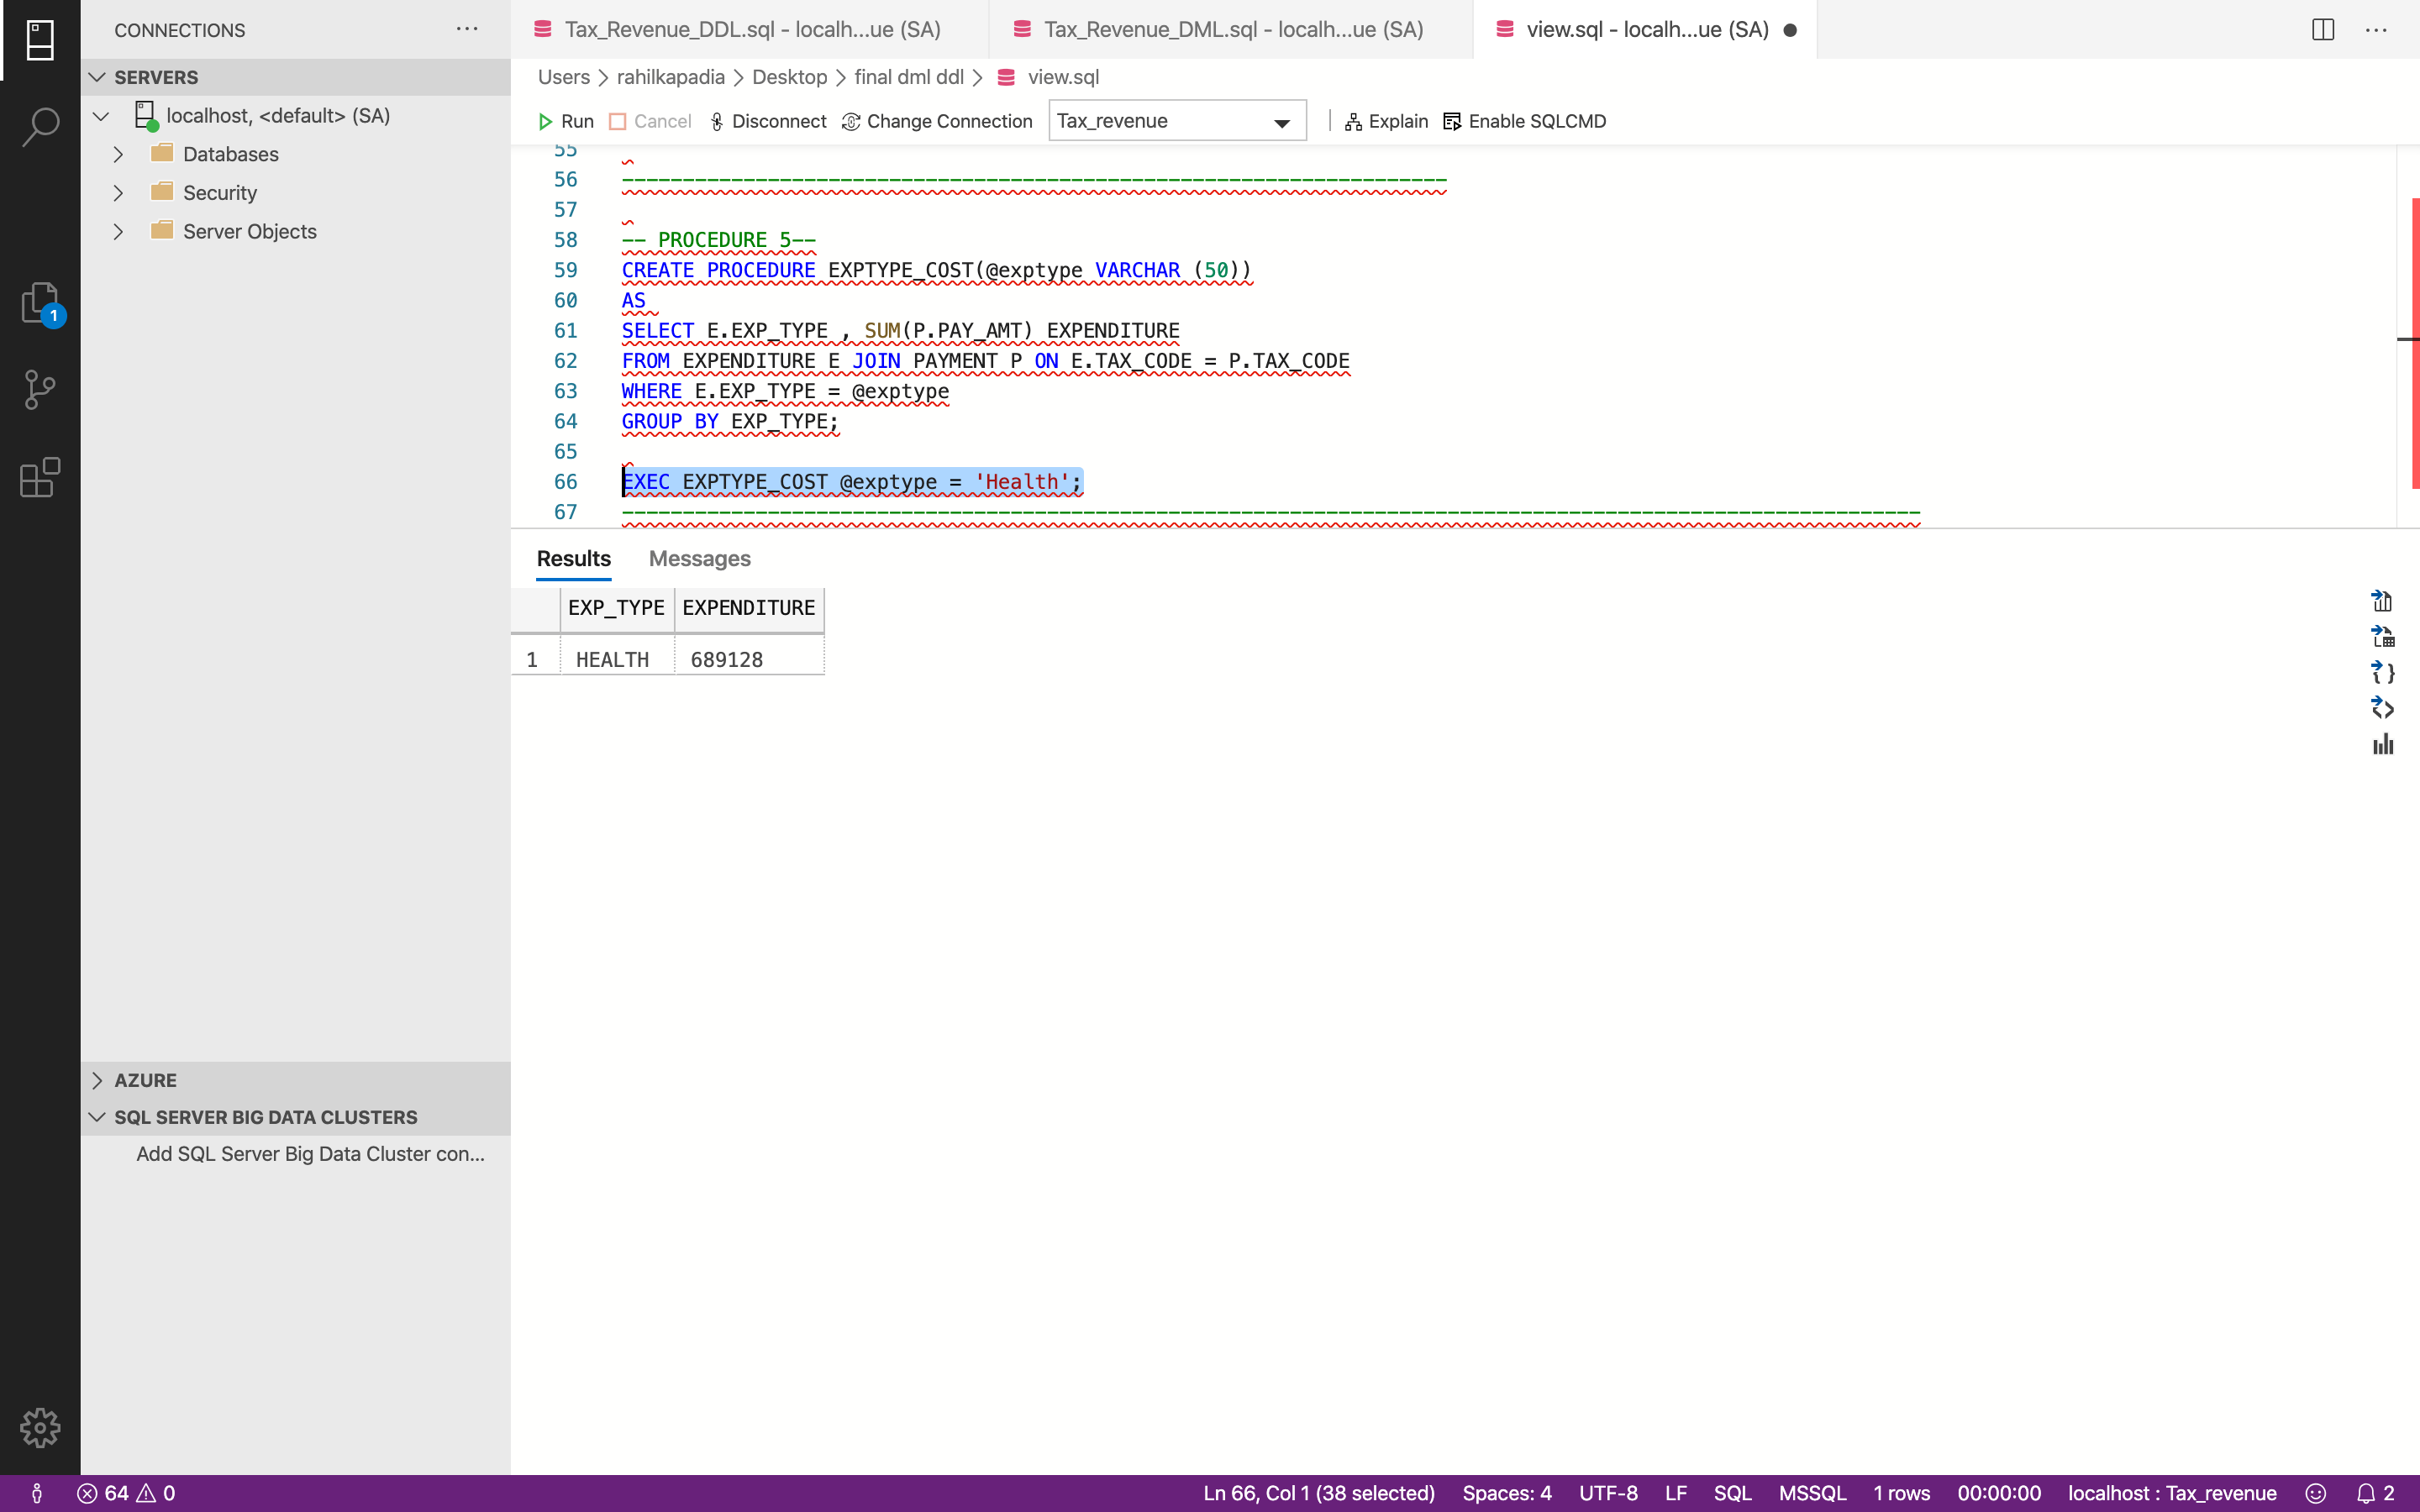 CONNECTIONS ...
Tax_Revenue_DDL.sql - localh...ue (SA)
Tax_Revenue_DML.sql - localh...ue (SA)
view.sql - localh...ue (SA)
SERVERS
localhost, <default> (SA)
Databases
Security
Server Objects
Users > rahilkapadia > Desktop > final dml ddl > view.sql
Run Cancel Disconnect Change Connection Tax_revenue Explain Enable SQLCMD
55
56 --------------------------------------------------------------------
57
58 -- PROCEDURE 5--
59 CREATE PROCEDURE EXPTYPE_COST(@exptype VARCHAR (50))
60 AS
61 SELECT E.EXP_TYPE , SUM(P.PAY_AMT) EXPENDITURE
62 FROM EXPENDITURE E JOIN PAYMENT P ON E.TAX_CODE = P.TAX_CODE
63 WHERE E.EXP_TYPE = @exptype
64 GROUP BY EXP_TYPE;
65
66 EXEC EXPTYPE_COST @exptype = 'Health';
67 -----------------------------------------------------------------------------------------------------------
Results Messages
EXP_TYPE EXPENDITURE
1 HEALTH 689128
1
AZURE
SQL SERVER BIG DATA CLUSTERS
Add SQL Server Big Data Cluster con...
64 0 Ln 66, Col 1 (38 selected) Spaces: 4 UTF-8 LF SQL MSSQL 1 rows 00:00:00 localhost : Tax_revenue 2